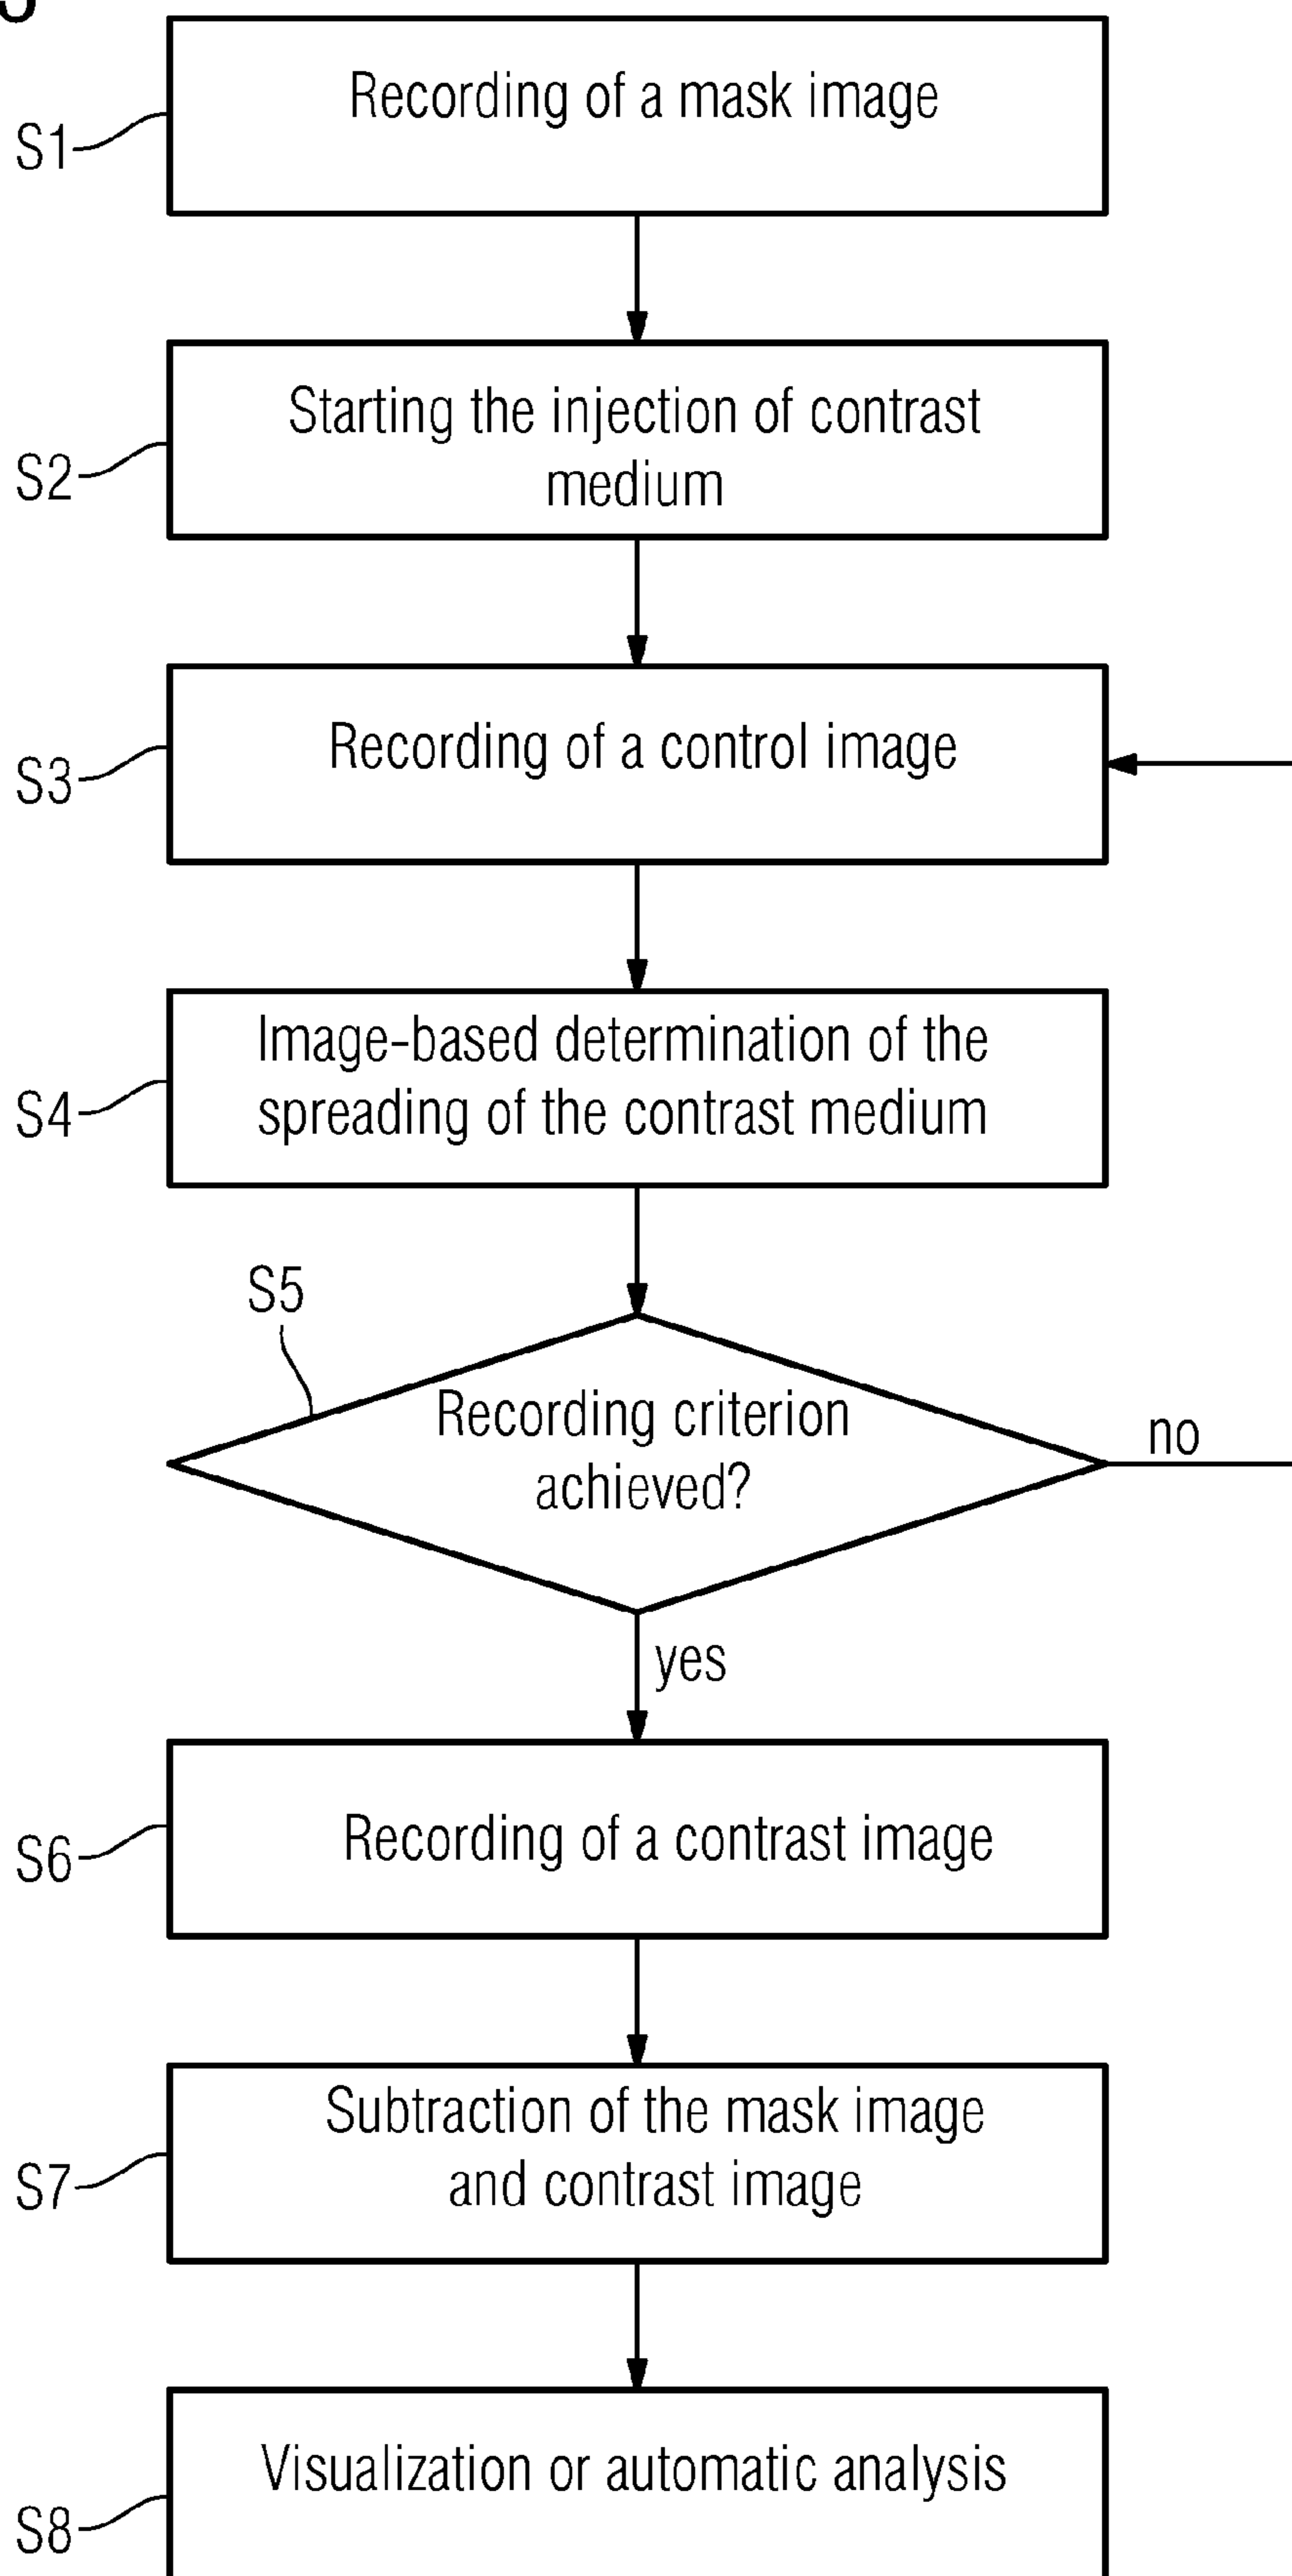 Recording of a mask image
S1
Starting the injection of contrast
medium
S2
Recording of a control image
S3
Image-based determination of the
spreading of the contrast medium
S4
S5
Recording criterion
achieved?
no
yes
Recording of a contrast image
S6
Subtraction of the mask image
and contrast image
S7
Visualization or automatic analysis
S8